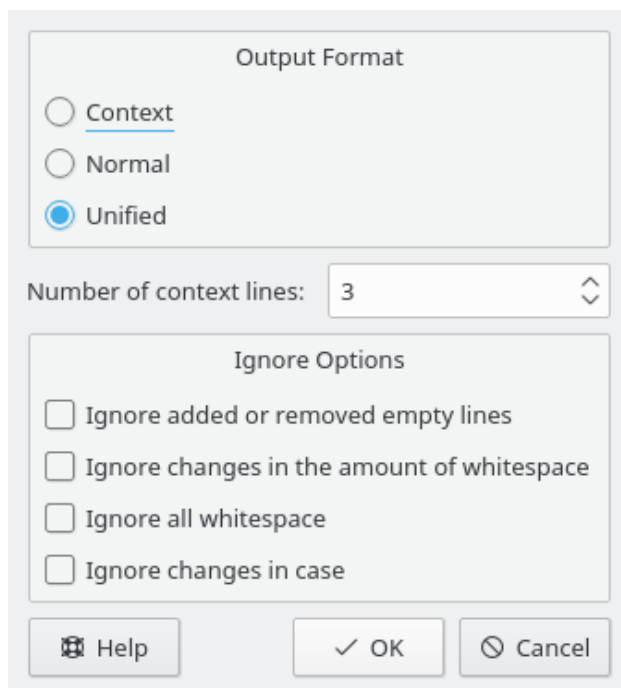 Output Format
Context
Normal
Unified
Number of context lines: 3
Ignore Options
Ignore added or removed empty lines
Ignore changes in the amount of whitespace
Ignore all whitespace
Ignore changes in case
Help OK Cancel